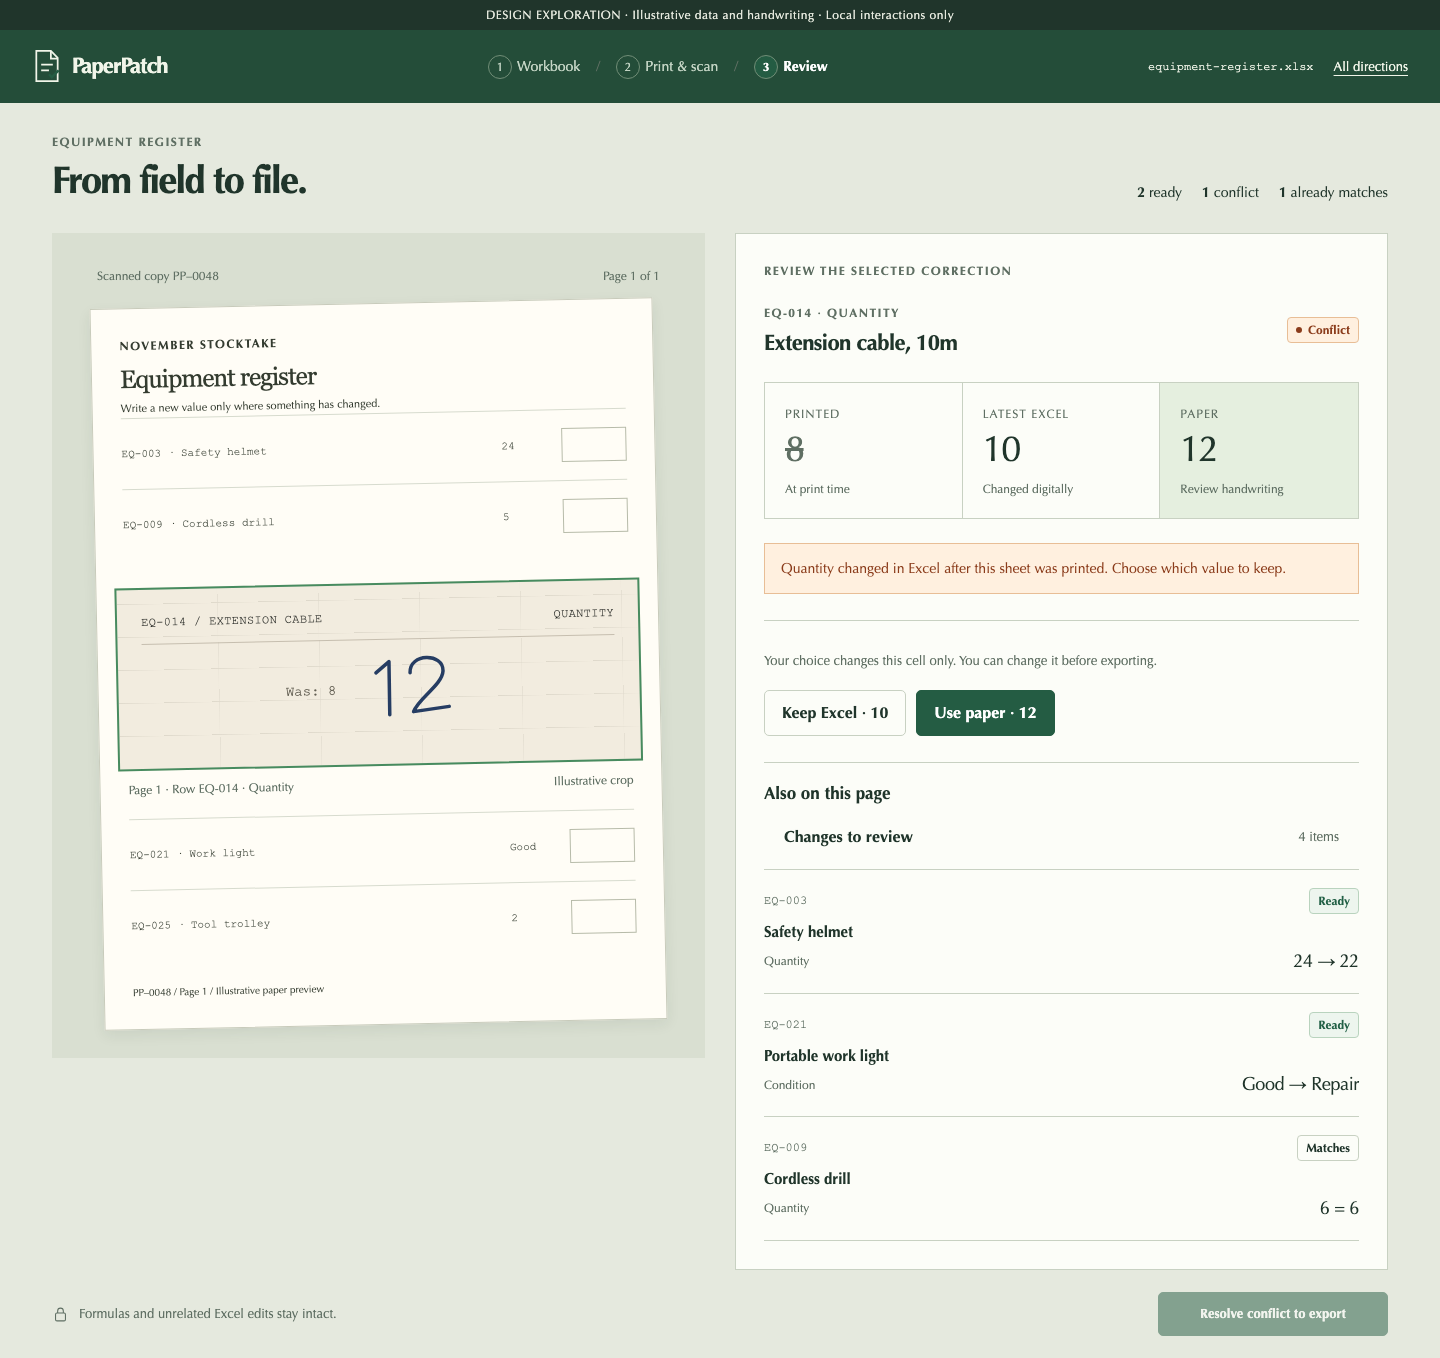 DESIGN EXPLORATION · Illustrative data and handwriting · Local interactions only
PaperPatch
1 Workbook / 2 Print & scan / 3 Review
equipment-register.xlsx All directions
EQUIPMENT REGISTER
From field to file.
2 ready 1 conflict 1 already matches
Scanned copy PP–0048 Page 1 of 1
NOVEMBER STOCKTAKE
Equipment register
Write a new value only where something has changed.
EQ-003 · Safety helmet 24
EQ-009 · Cordless drill 5
EQ-014 / EXTENSION CABLE QUANTITY
Was: 8 12
Page 1 · Row EQ-014 · Quantity Illustrative crop
EQ-021 · Work light Good
EQ-025 · Tool trolley 2
PP–0048 / Page 1 / Illustrative paper preview
REVIEW THE SELECTED CORRECTION
EQ-014 · QUANTITY
Extension cable, 10m
Conflict
PRINTED LATEST EXCEL PAPER
8 10 12
At print time Changed digitally Review handwriting
Quantity changed in Excel after this sheet was printed. Choose which value to keep.
Your choice changes this cell only. You can change it before exporting.
Keep Excel · 10 Use paper · 12
Also on this page
Changes to review 4 items
EQ-003 Ready
Safety helmet
Quantity 24 → 22
EQ-021 Ready
Portable work light
Condition Good → Repair
EQ-009 Matches
Cordless drill
Quantity 6 = 6
Formulas and unrelated Excel edits stay intact.
Resolve conflict to export